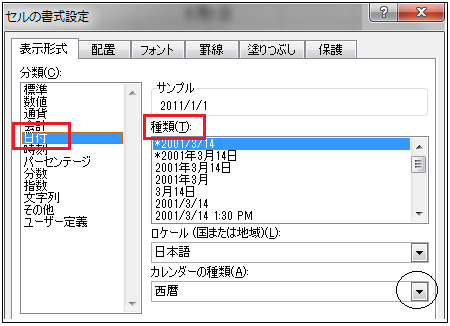 セルの書式設定
表示形式 配置 フォント 罫線 塗りつぶし 保護
分類(C):
標準
数値
通貨
会計
日付
時刻
パーセンテージ
分数
指数
文字列
その他
ユーザー定義
サンプル
2011/1/1
種類(T):
*2001/3/14
*2001年3月14日
2001年3月14日
2001年3月
3月14日
2001/3/14
2001/3/14 1:30 PM
ロケール (国または地域)(L):
日本語
カレンダーの種類(A):
西暦